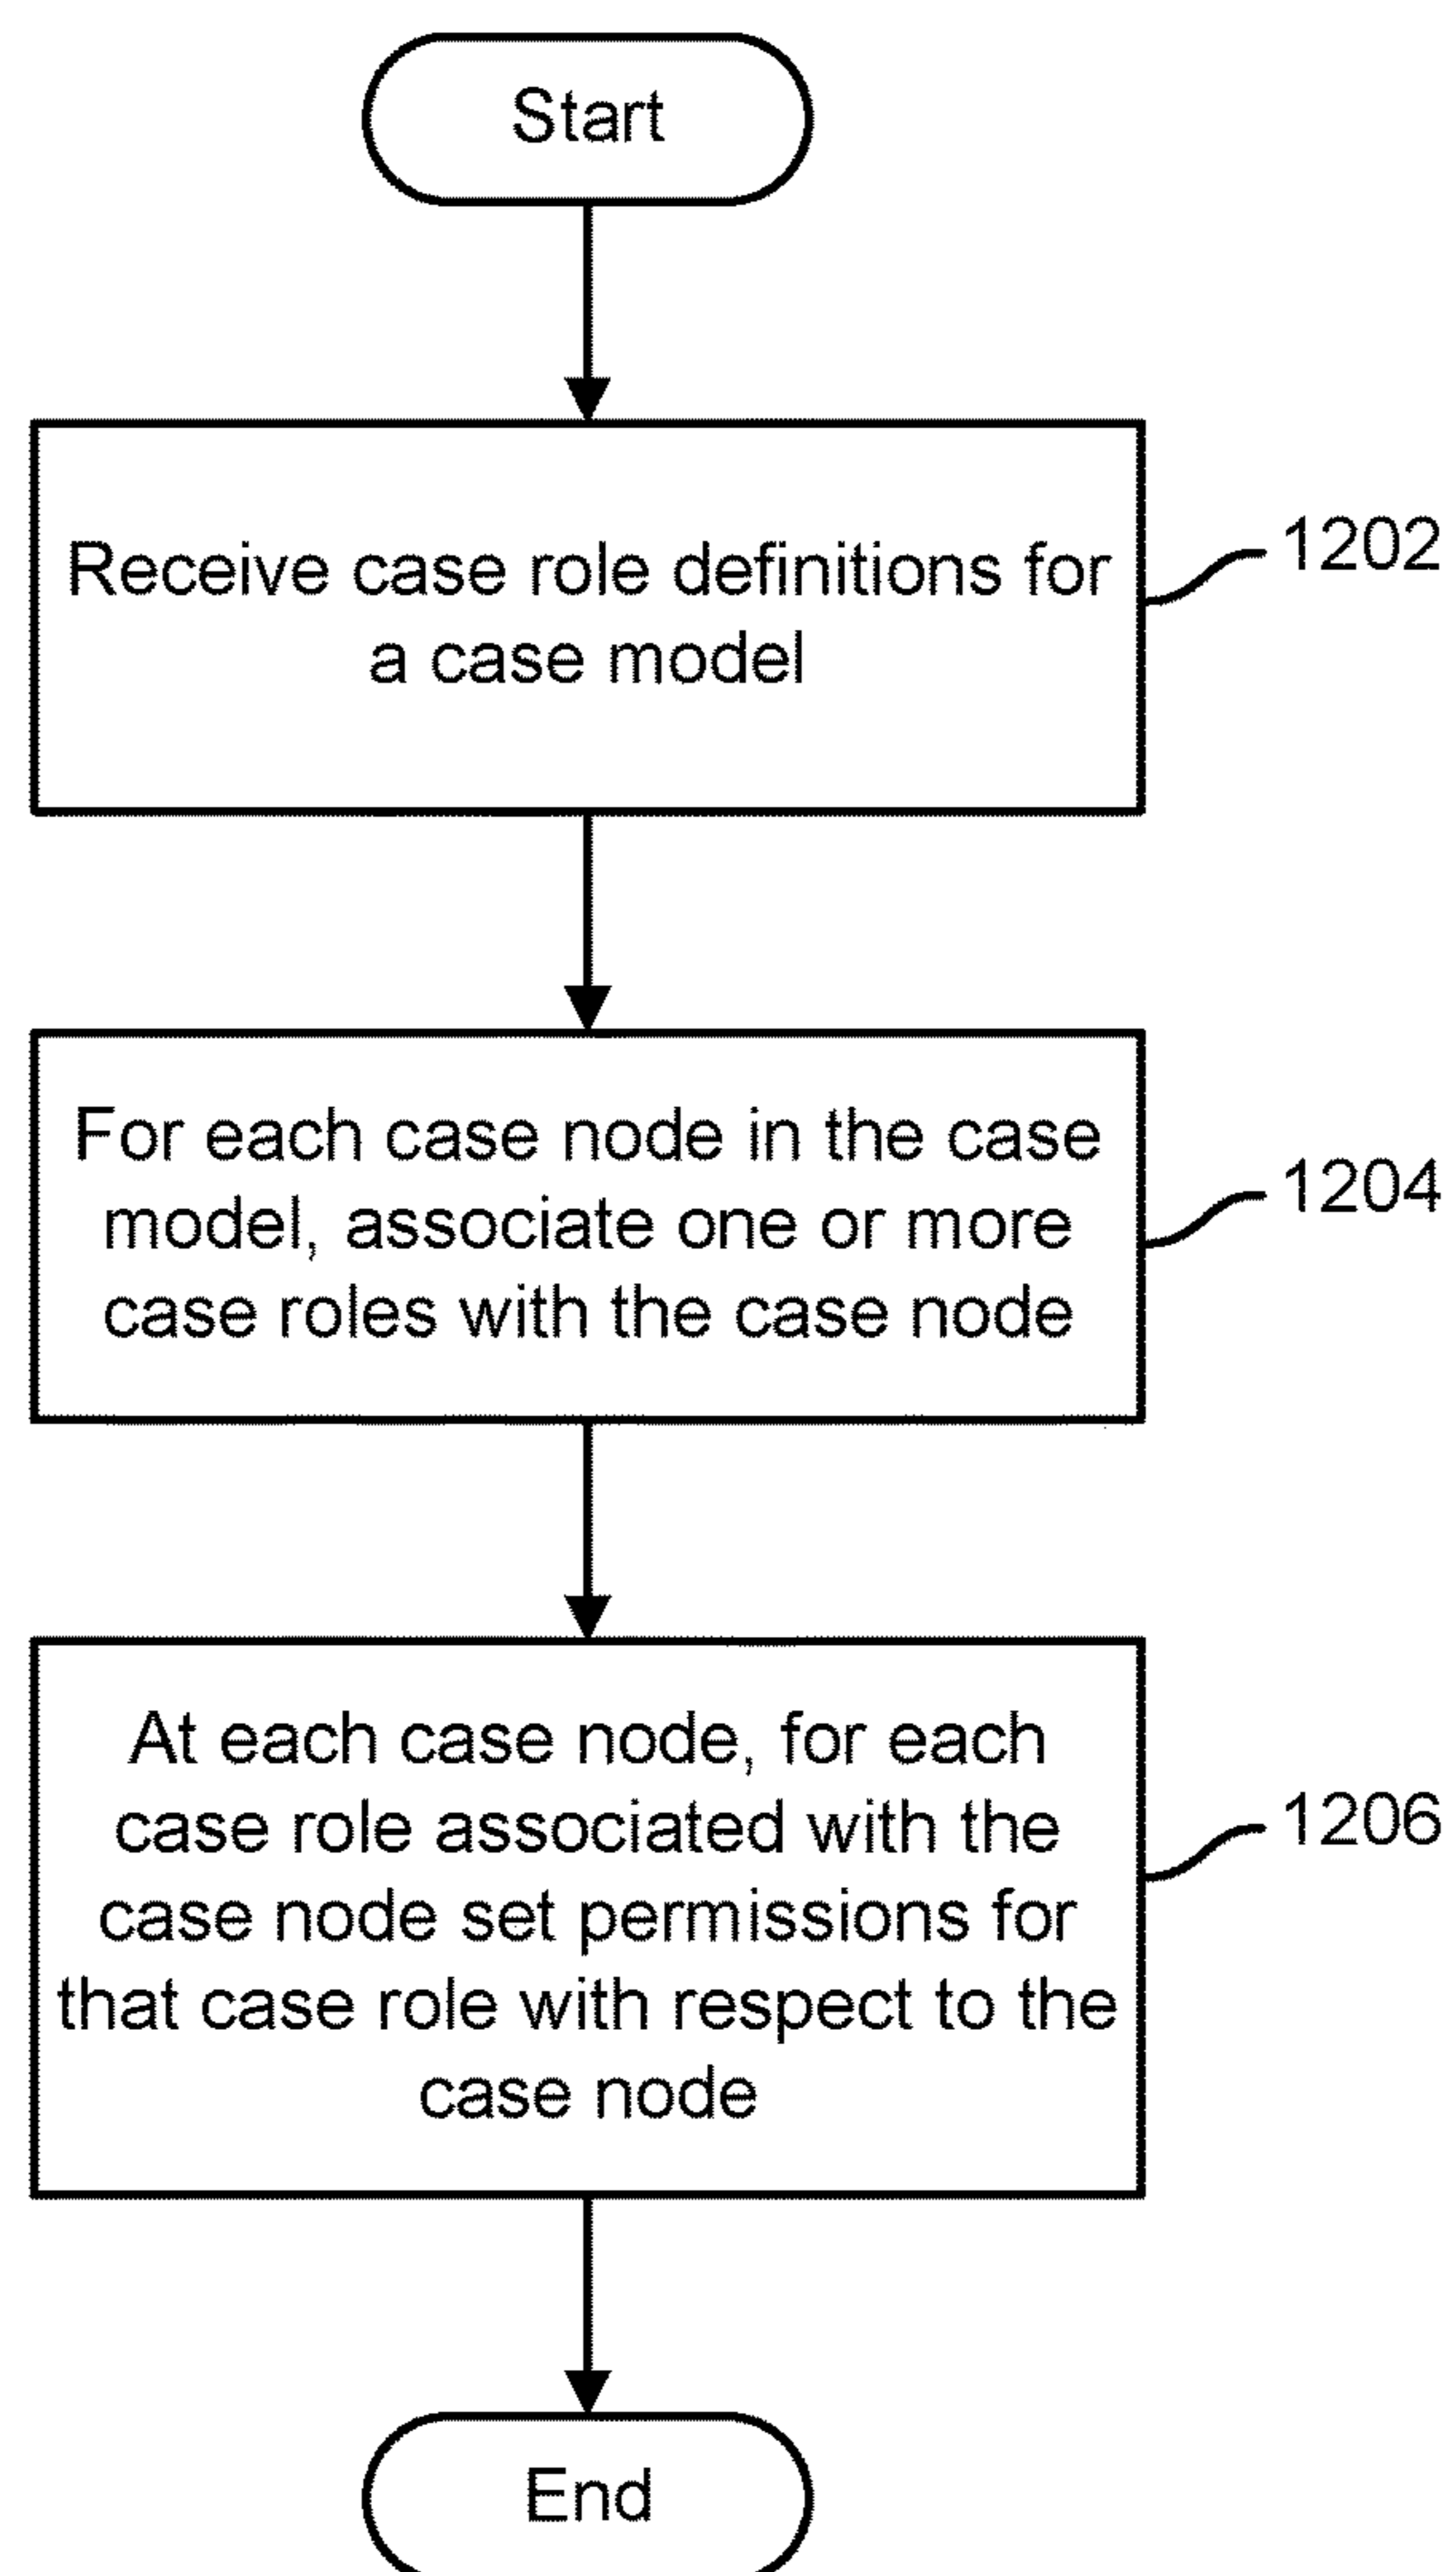 Start
Receive case role definitions for
a case model
1202
For each case node in the case
model, associate one or more
case roles with the case node
1204
At each case node, for each
case role associated with the
case node set permissions for
that case role with respect to the
case node
1206
End